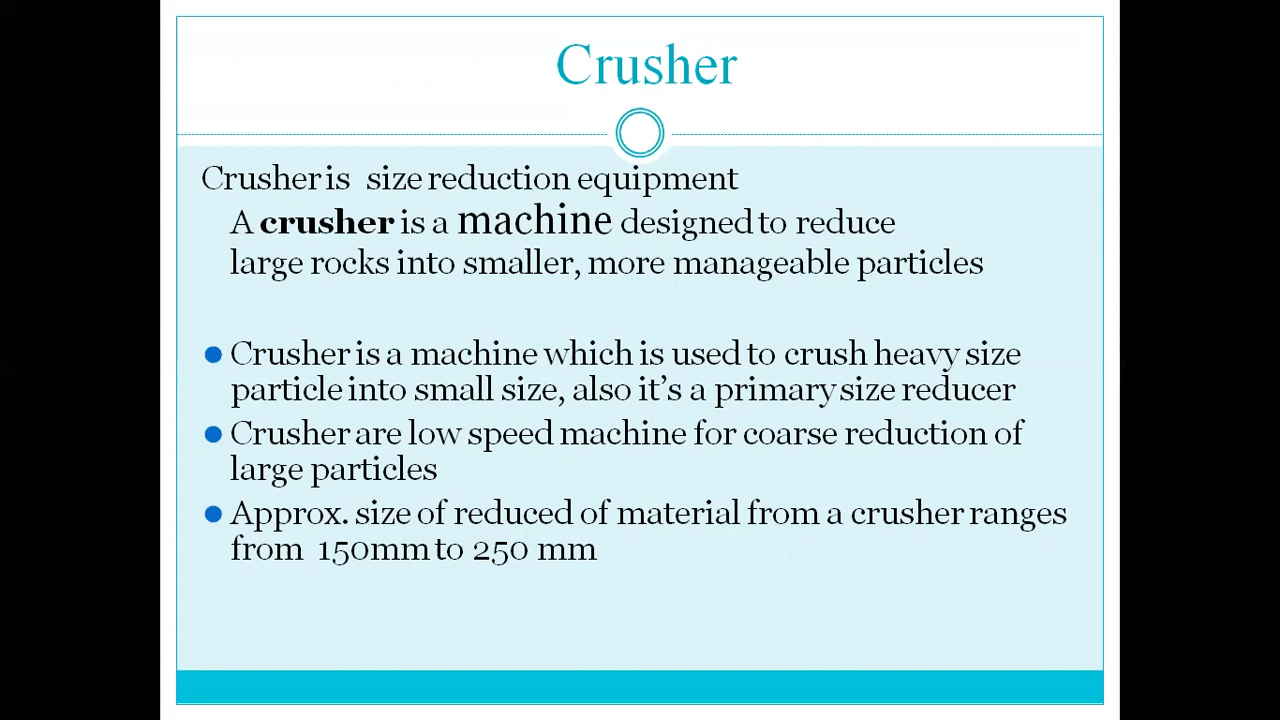 Crusher
Crusher is size reduction equipment
A crusher is a machine designed to reduce
large rocks into smaller, more manageable particles
Crusher is a machine which is used to crush heavy size
particle into small size, also it's a primary size reducer
Crusher are low speed machine for coarse reduction of
large particles
Approx. size of reduced of material from a crusher ranges
from 150mm to 250 mm